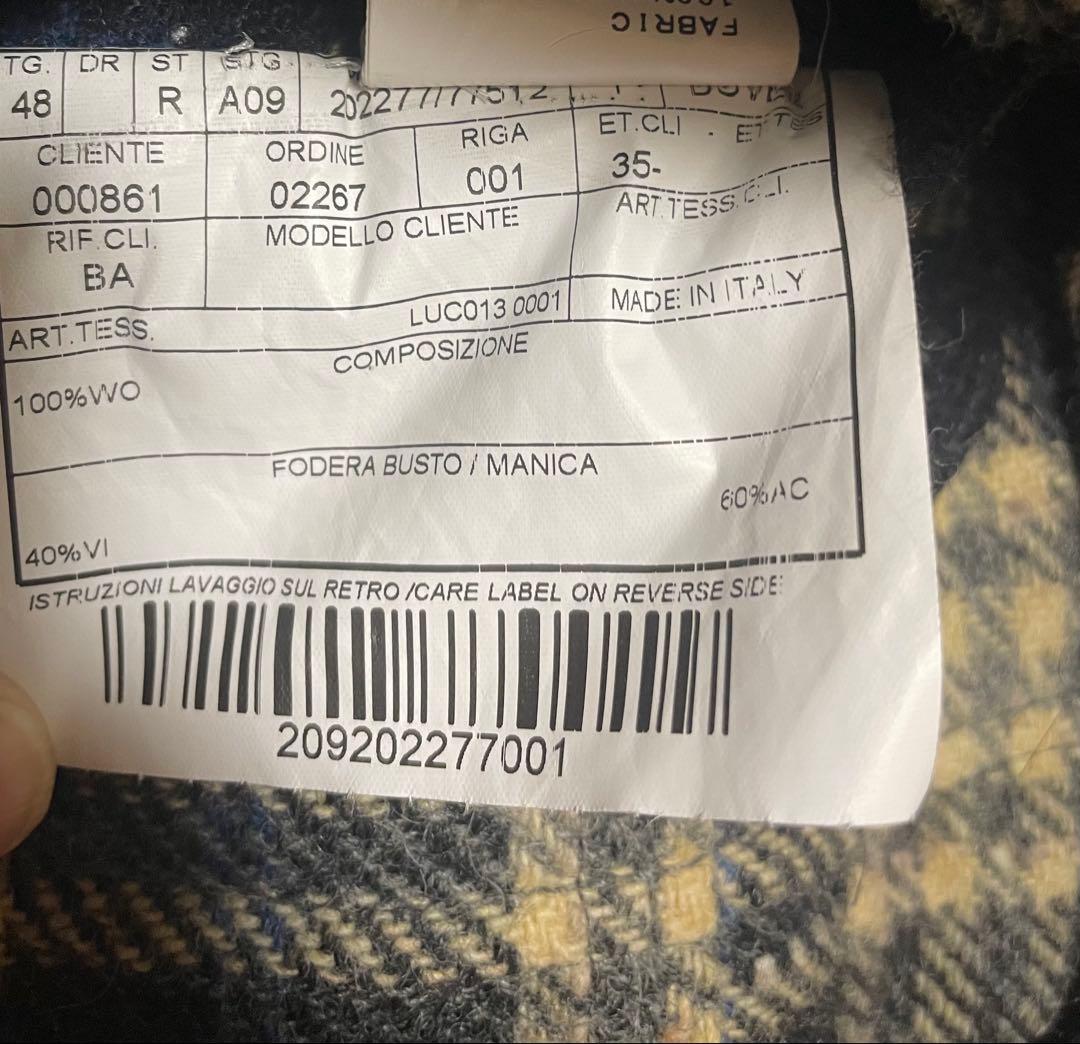 FABRIC
TG. DR ST STG.
48 R A09
CLIENTE ORDINE RIGA ET.CLI
000861 02267 001 35-
RIF.CLI. MODELLO CLIENTE ART.TESS.CLI.
BA
ART.TESS. LUC013 0001 MADE: IN ITALY
COMPOSIZIONE
100%WO
FODERA BUSTO / MANICA
60%AC
40%VI
ISTRUZIONI LAVAGGIO SUL RETRO /CARE LABEL ON REVERSE SIDE:
209202277001